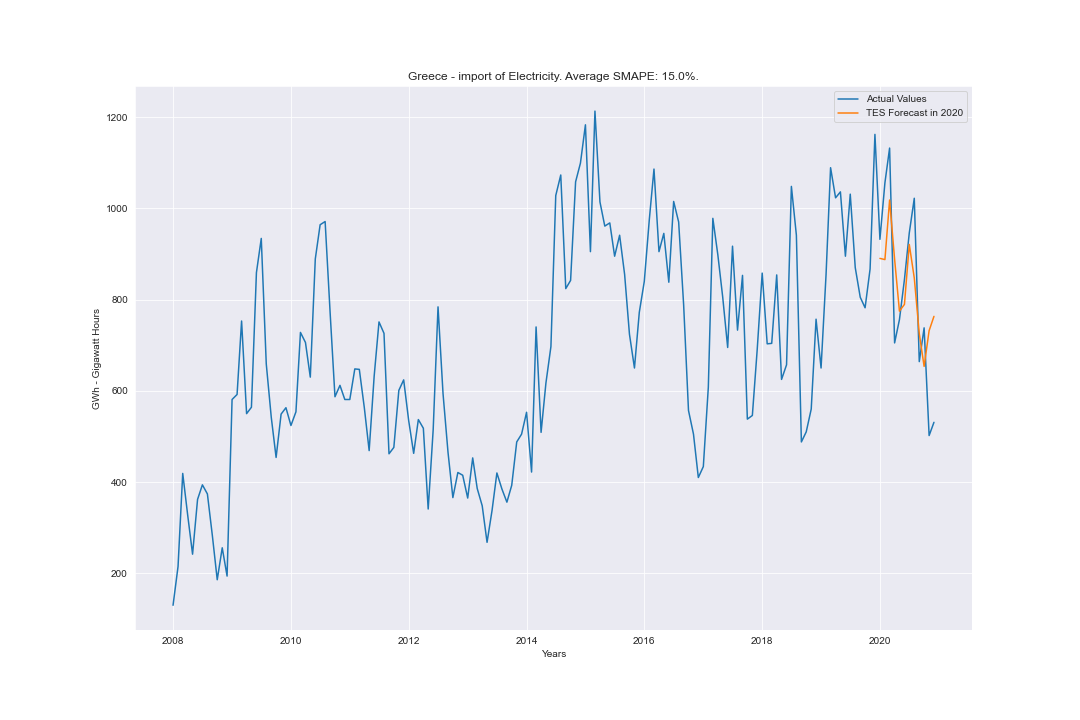 Greece - import of Electricity. Average SMAPE: 15.0%.
Actual Values
TES Forecast in 2020
GWh - Gigawatt Hours
1200
1000
800
600
400
200
2008 2010 2012 2014 2016 2018 2020
Years